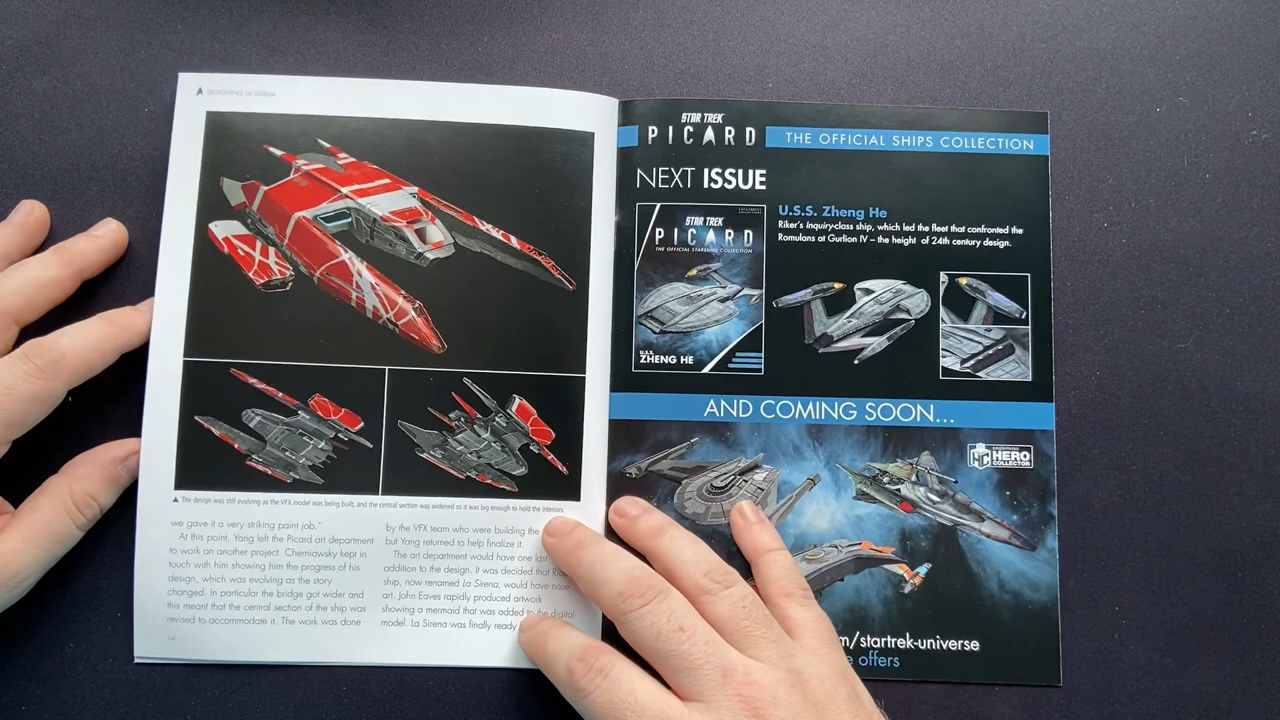 DESIGNING LA SIRENA
▲ The design was still evolving as the VFX model was being built, and the central section was widened so it was big enough to hold the interiors.
we gave it a very striking paint job."
At this point, Yang left the Picard art department
to work on another project. Cherniawsky kept in
touch with him showing him the progress of his
design, which was evolving as the story
changed. In particular the bridge got wider and
this meant that the central section of the ship was
revised to accommodate it. The work was done
by the VFX team who were building the
but Yang returned to help finalize it.
The art department would have one last
addition to the design. It was decided that
ship, now renamed La Sirena, would have nose
art. John Eaves rapidly produced artwork
showing a mermaid that was added to the digital
model. La Sirena was finally ready
14
STAR TREK
PICARD
THE OFFICIAL SHIPS COLLECTION
NEXT ISSUE
STAR TREK
PICARD
THE OFFICIAL STARSHIPS COLLECTION
U.S.S.
ZHENG HE
U.S.S. Zheng He
Riker's Inquiry-class ship, which led the fleet that confronted the
Romulans at Gurlion IV – the height of 24th century design.
AND COMING SOON...
eaglemoss
HERO
COLLECTOR
m/startrek-universe
offers